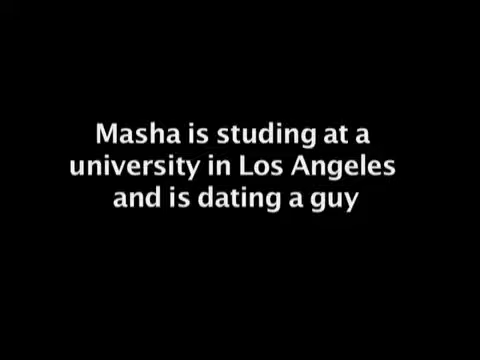 Masha is studing at a
university in Los Angeles
and is dating a guy